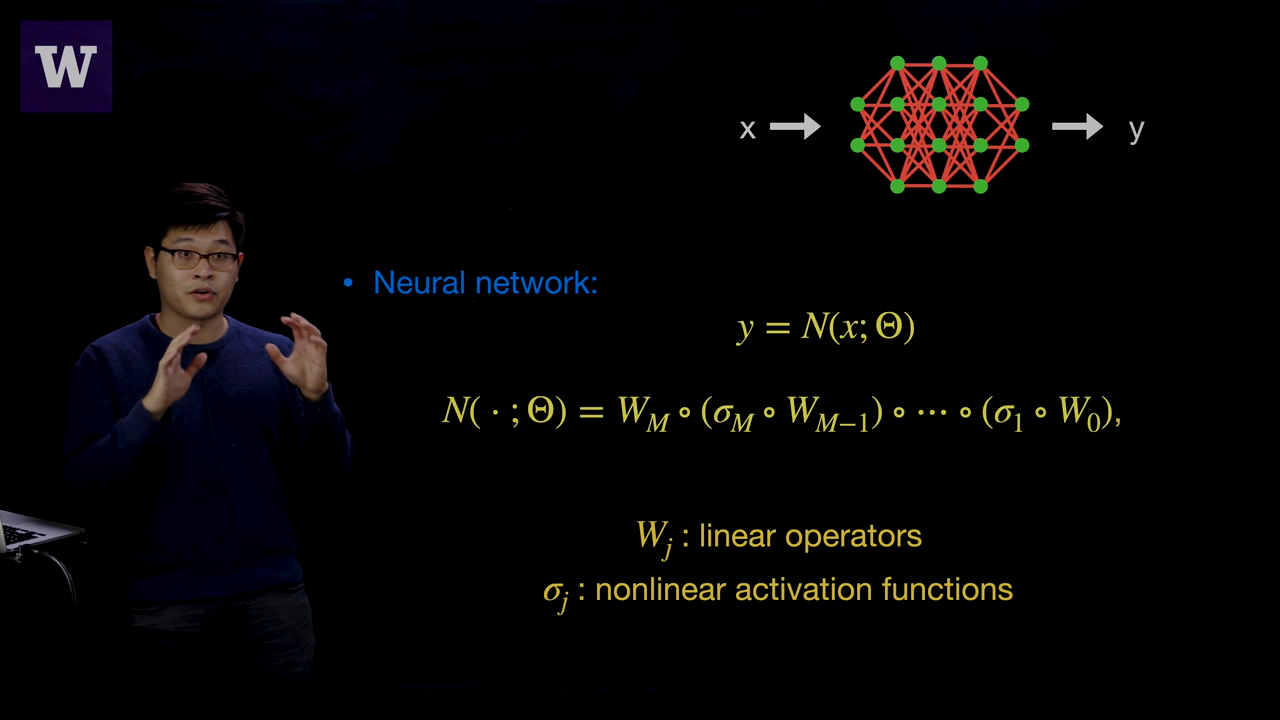 W
x → → y
• Neural network:
y = N(x; Θ)
N( · ; Θ) = W_M ∘ (σ_M ∘ W_{M−1}) ∘ ⋯ ∘ (σ_1 ∘ W_0),
W_j : linear operators
σ_j : nonlinear activation functions